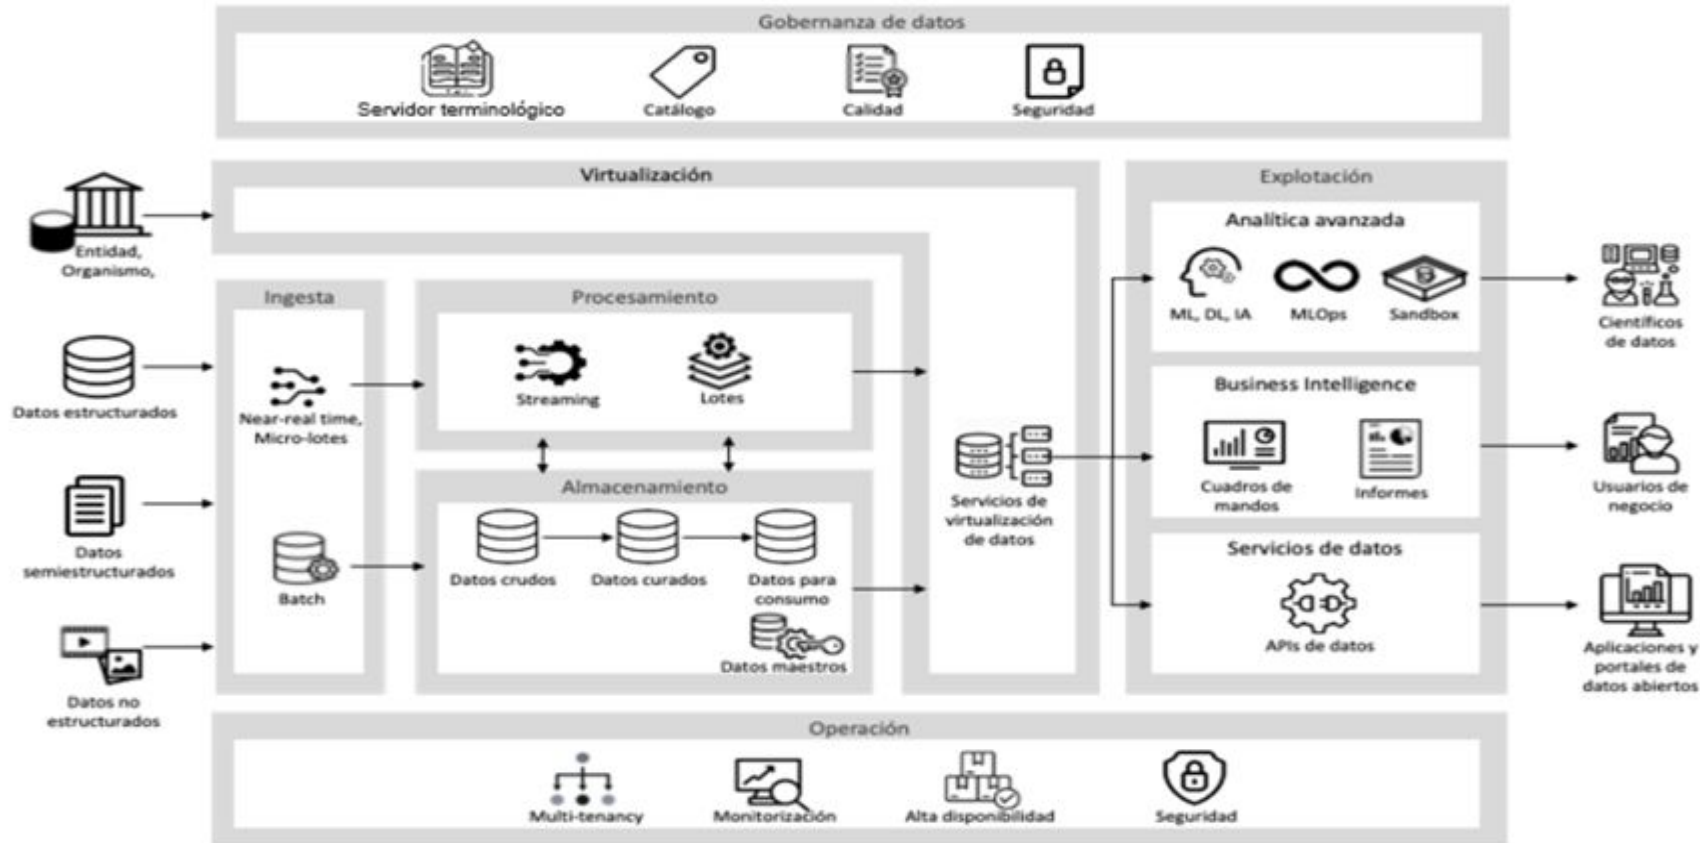 Gobernanza de datos
Servidor terminológico
Catálogo
Calidad
Seguridad
Virtualización
Entidad,
Organismo,
Datos estructurados
Datos
semiestructurados
Datos no
estructurados
Ingesta
Near-real time,
Micro-lotes
Batch
Procesamiento
Streaming
Lotes
Almacenamiento
Datos crudos
Datos curados
Datos para
consumo
Datos maestros
Servicios de
virtualización
de datos
Explotación
Analítica avanzada
ML, DL, IA
MLOps
Sandbox
Business Intelligence
Cuadros de
mandos
Informes
Servicios de datos
APIs de datos
Científicos
de datos
Usuarios de
negocio
Aplicaciones y
portales de
datos abiertos
Operación
Multi-tenancy
Monitorización
Alta disponibilidad
Seguridad